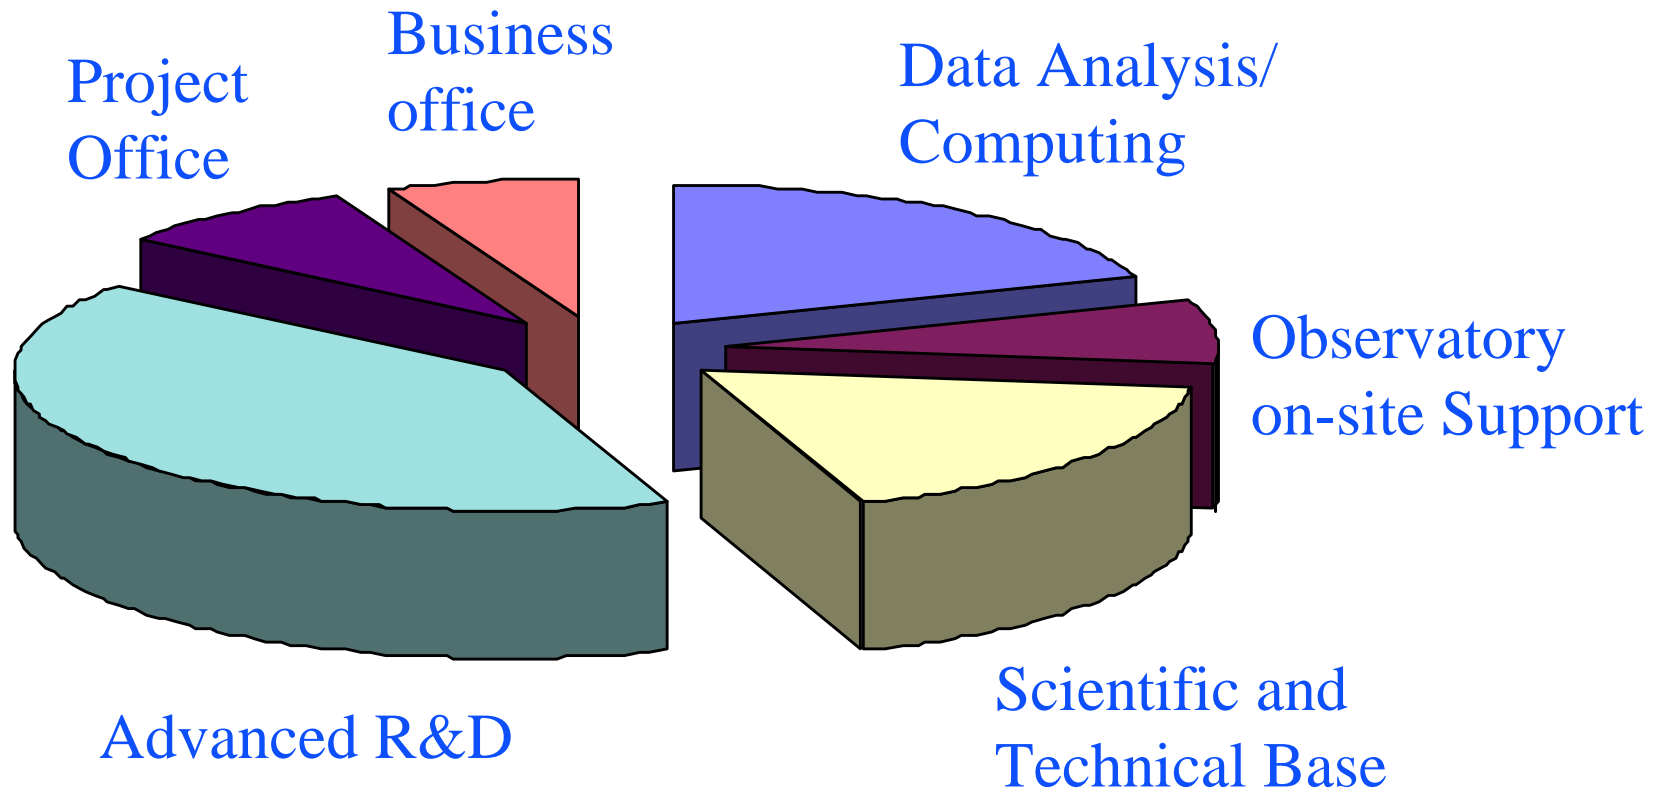 Business
office
Project
Office
Data Analysis/
Computing
Observatory
on-site Support
Scientific and
Technical Base
Advanced R&D